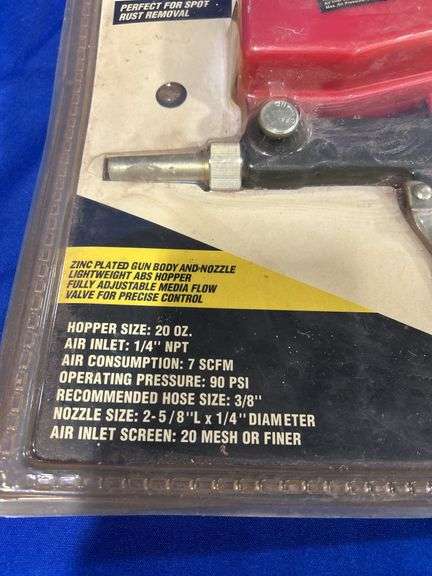 PERFECT FOR SPOT
RUST REMOVAL
ZINC PLATED GUN BODY AND NOZZLE
LIGHTWEIGHT ABS HOPPER
FULLY ADJUSTABLE MEDIA FLOW
VALVE FOR PRECISE CONTROL
HOPPER SIZE: 20 OZ.
AIR INLET: 1/4" NPT
AIR CONSUMPTION: 7 SCFM
OPERATING PRESSURE: 90 PSI
RECOMMENDED HOSE SIZE: 3/8"
NOZZLE SIZE: 2-5/8"L x 1/4" DIAMETER
AIR INLET SCREEN: 20 MESH OR FINER